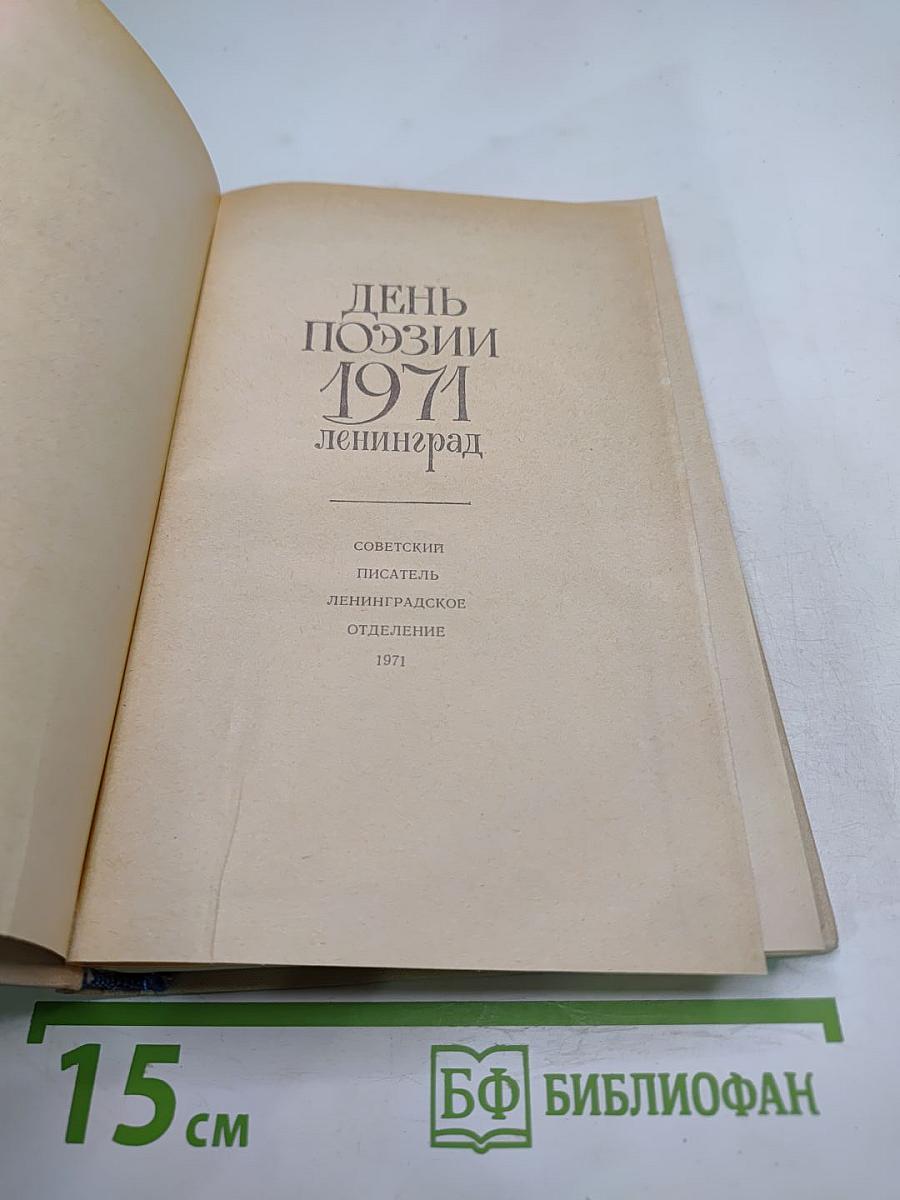 ДЕНЬ
ПОЭЗИИ
1971
ленинград
СОВЕТСКИЙ
ПИСАТЕЛЬ
ЛЕНИНГРАДСКОЕ
ОТДЕЛЕНИЕ
1971
15 см
БФ БИБЛИОФАН